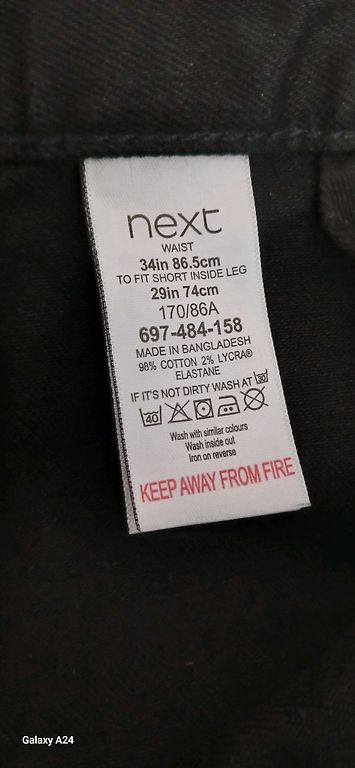 next
WAIST
34in 86.5cm
TO FIT SHORT INSIDE LEG
29in 74cm
170/86A
697-484-158
MADE IN BANGLADESH
98% COTTON 2% LYCRA®
ELASTANE
IF IT'S NOT DIRTY WASH AT 30
40
Wash with similar colours
Wash inside out
Iron on reverse
KEEP AWAY FROM FIRE
Galaxy A24